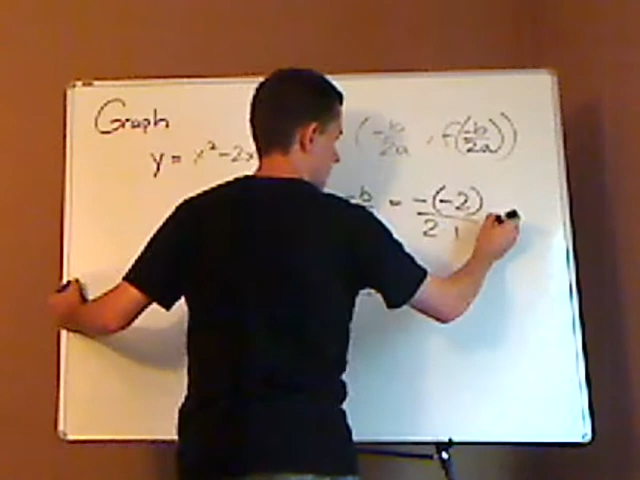 Graph
(-b/2a , f(-b/2a))
y = x² - 2x
-b = -(-2)/2 1